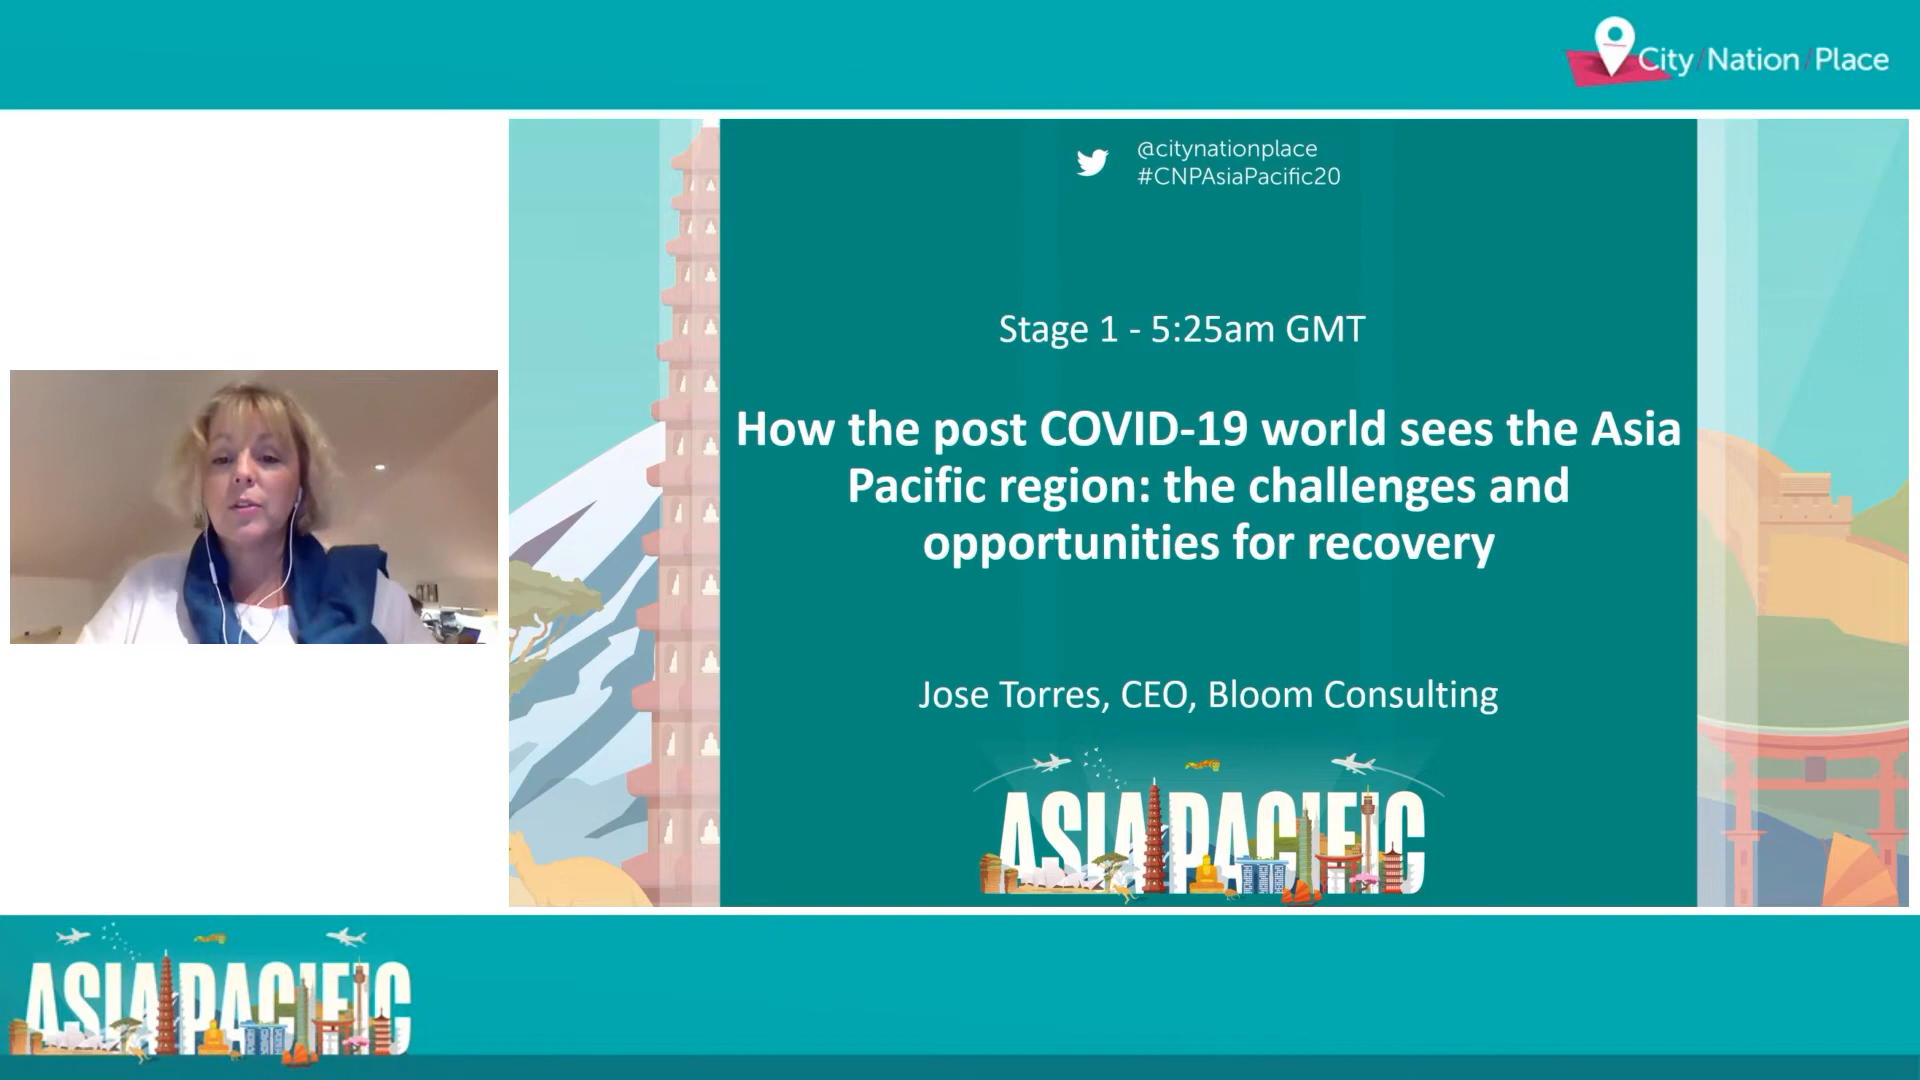 City/Nation/Place
@citynationplace
#CNPAsiaPacific20
Stage 1 - 5:25am GMT
How the post COVID-19 world sees the Asia
Pacific region: the challenges and
opportunities for recovery
Jose Torres, CEO, Bloom Consulting
ASIA PACIFIC
ASIA PACIFIC